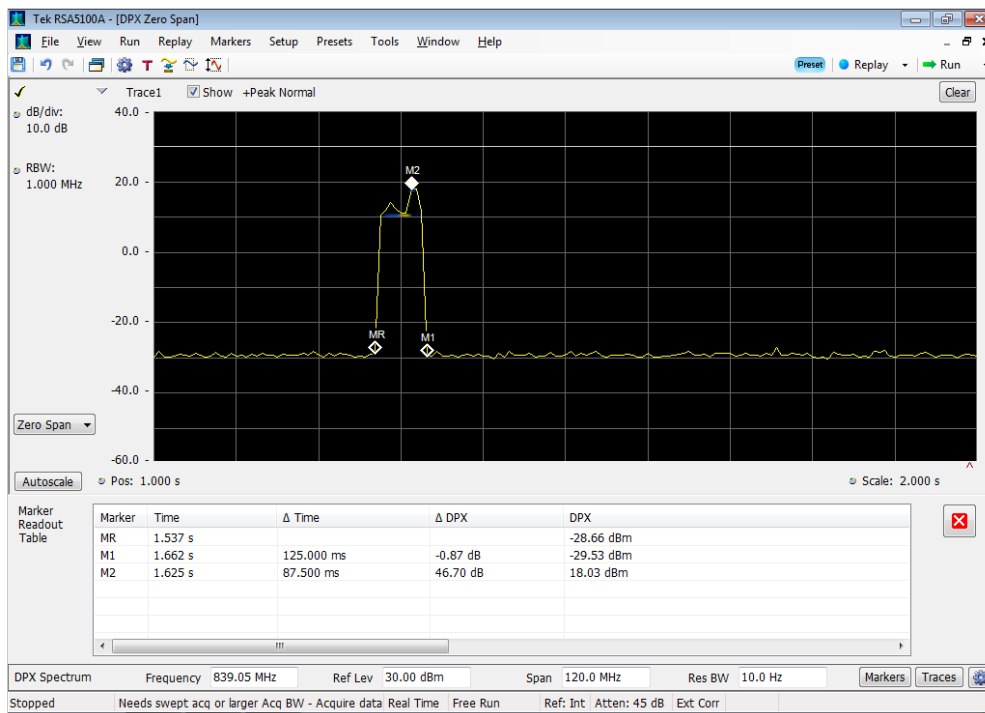 Tek RSA5100A - [DPX Zero Span]
File View Run Replay Markers Setup Presets Tools Window Help
T Preset Replay Run
Trace1 Show +Peak Normal Clear
dB/div:
10.0 dB
RBW:
1.000 MHz
40.0 -
20.0 -
0.0 -
-20.0 -
-40.0 -
-60.0 -
M2
MR
M1
Zero Span
Autoscale Pos: 1.000 s Scale: 2.000 s
Marker
Readout
Table
Marker Time Δ Time Δ DPX DPX
MR 1.537 s -28.66 dBm
M1 1.662 s 125.000 ms -0.87 dB -29.53 dBm
M2 1.625 s 87.500 ms 46.70 dB 18.03 dBm
DPX Spectrum Frequency 839.05 MHz Ref Lev 30.00 dBm Span 120.0 MHz Res BW 10.0 Hz Markers Traces
Stopped Needs swept acq or larger Acq BW - Acquire data Real Time Free Run Ref: Int Atten: 45 dB Ext Corr